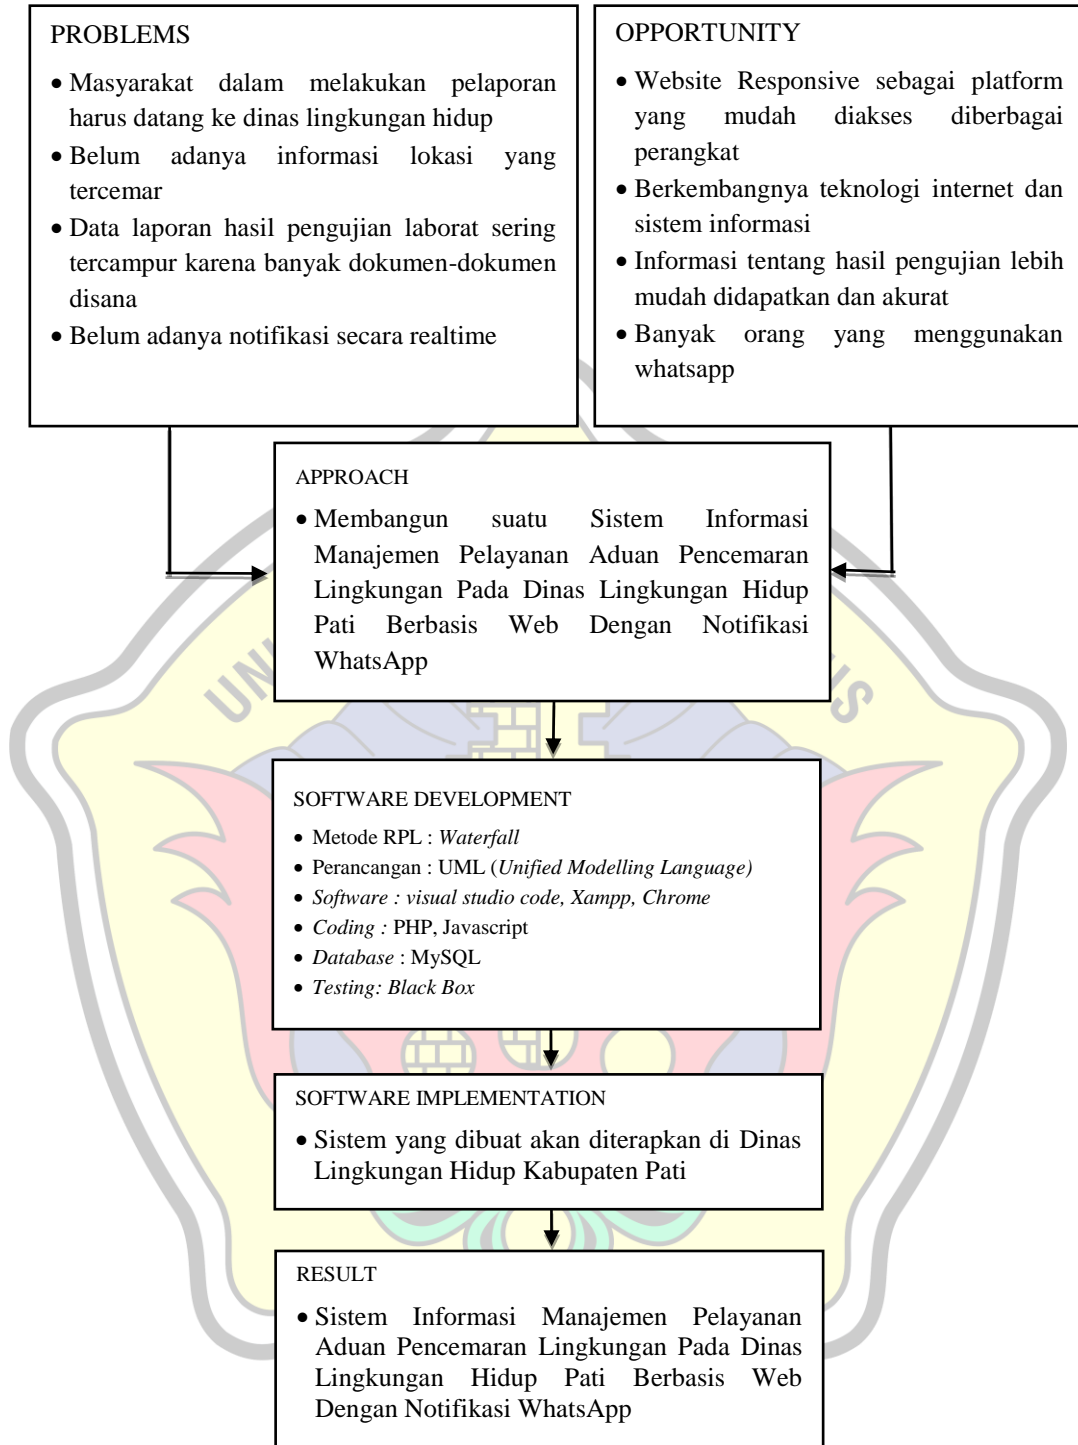 PROBLEMS
• Masyarakat dalam melakukan pelaporan
harus datang ke dinas lingkungan hidup
• Belum adanya informasi lokasi yang
tercemar
• Data laporan hasil pengujian laborat sering
tercampur karena banyak dokumen-dokumen
disana
• Belum adanya notifikasi secara realtime
OPPORTUNITY
• Website Responsive sebagai platform
yang mudah diakses diberbagai
perangkat
• Berkembangnya teknologi internet dan
sistem informasi
• Informasi tentang hasil pengujian lebih
mudah didapatkan dan akurat
• Banyak orang yang menggunakan
whatsapp
APPROACH
• Membangun suatu Sistem Informasi
Manajemen Pelayanan Aduan Pencemaran
Lingkungan Pada Dinas Lingkungan Hidup
Pati Berbasis Web Dengan Notifikasi
WhatsApp
SOFTWARE DEVELOPMENT
• Metode RPL : Waterfall
• Perancangan : UML (Unified Modelling Language)
• Software : visual studio code, Xampp, Chrome
• Coding : PHP, Javascript
• Database : MySQL
• Testing: Black Box
SOFTWARE IMPLEMENTATION
• Sistem yang dibuat akan diterapkan di Dinas
Lingkungan Hidup Kabupaten Pati
RESULT
• Sistem Informasi Manajemen Pelayanan
Aduan Pencemaran Lingkungan Pada Dinas
Lingkungan Hidup Pati Berbasis Web
Dengan Notifikasi WhatsApp